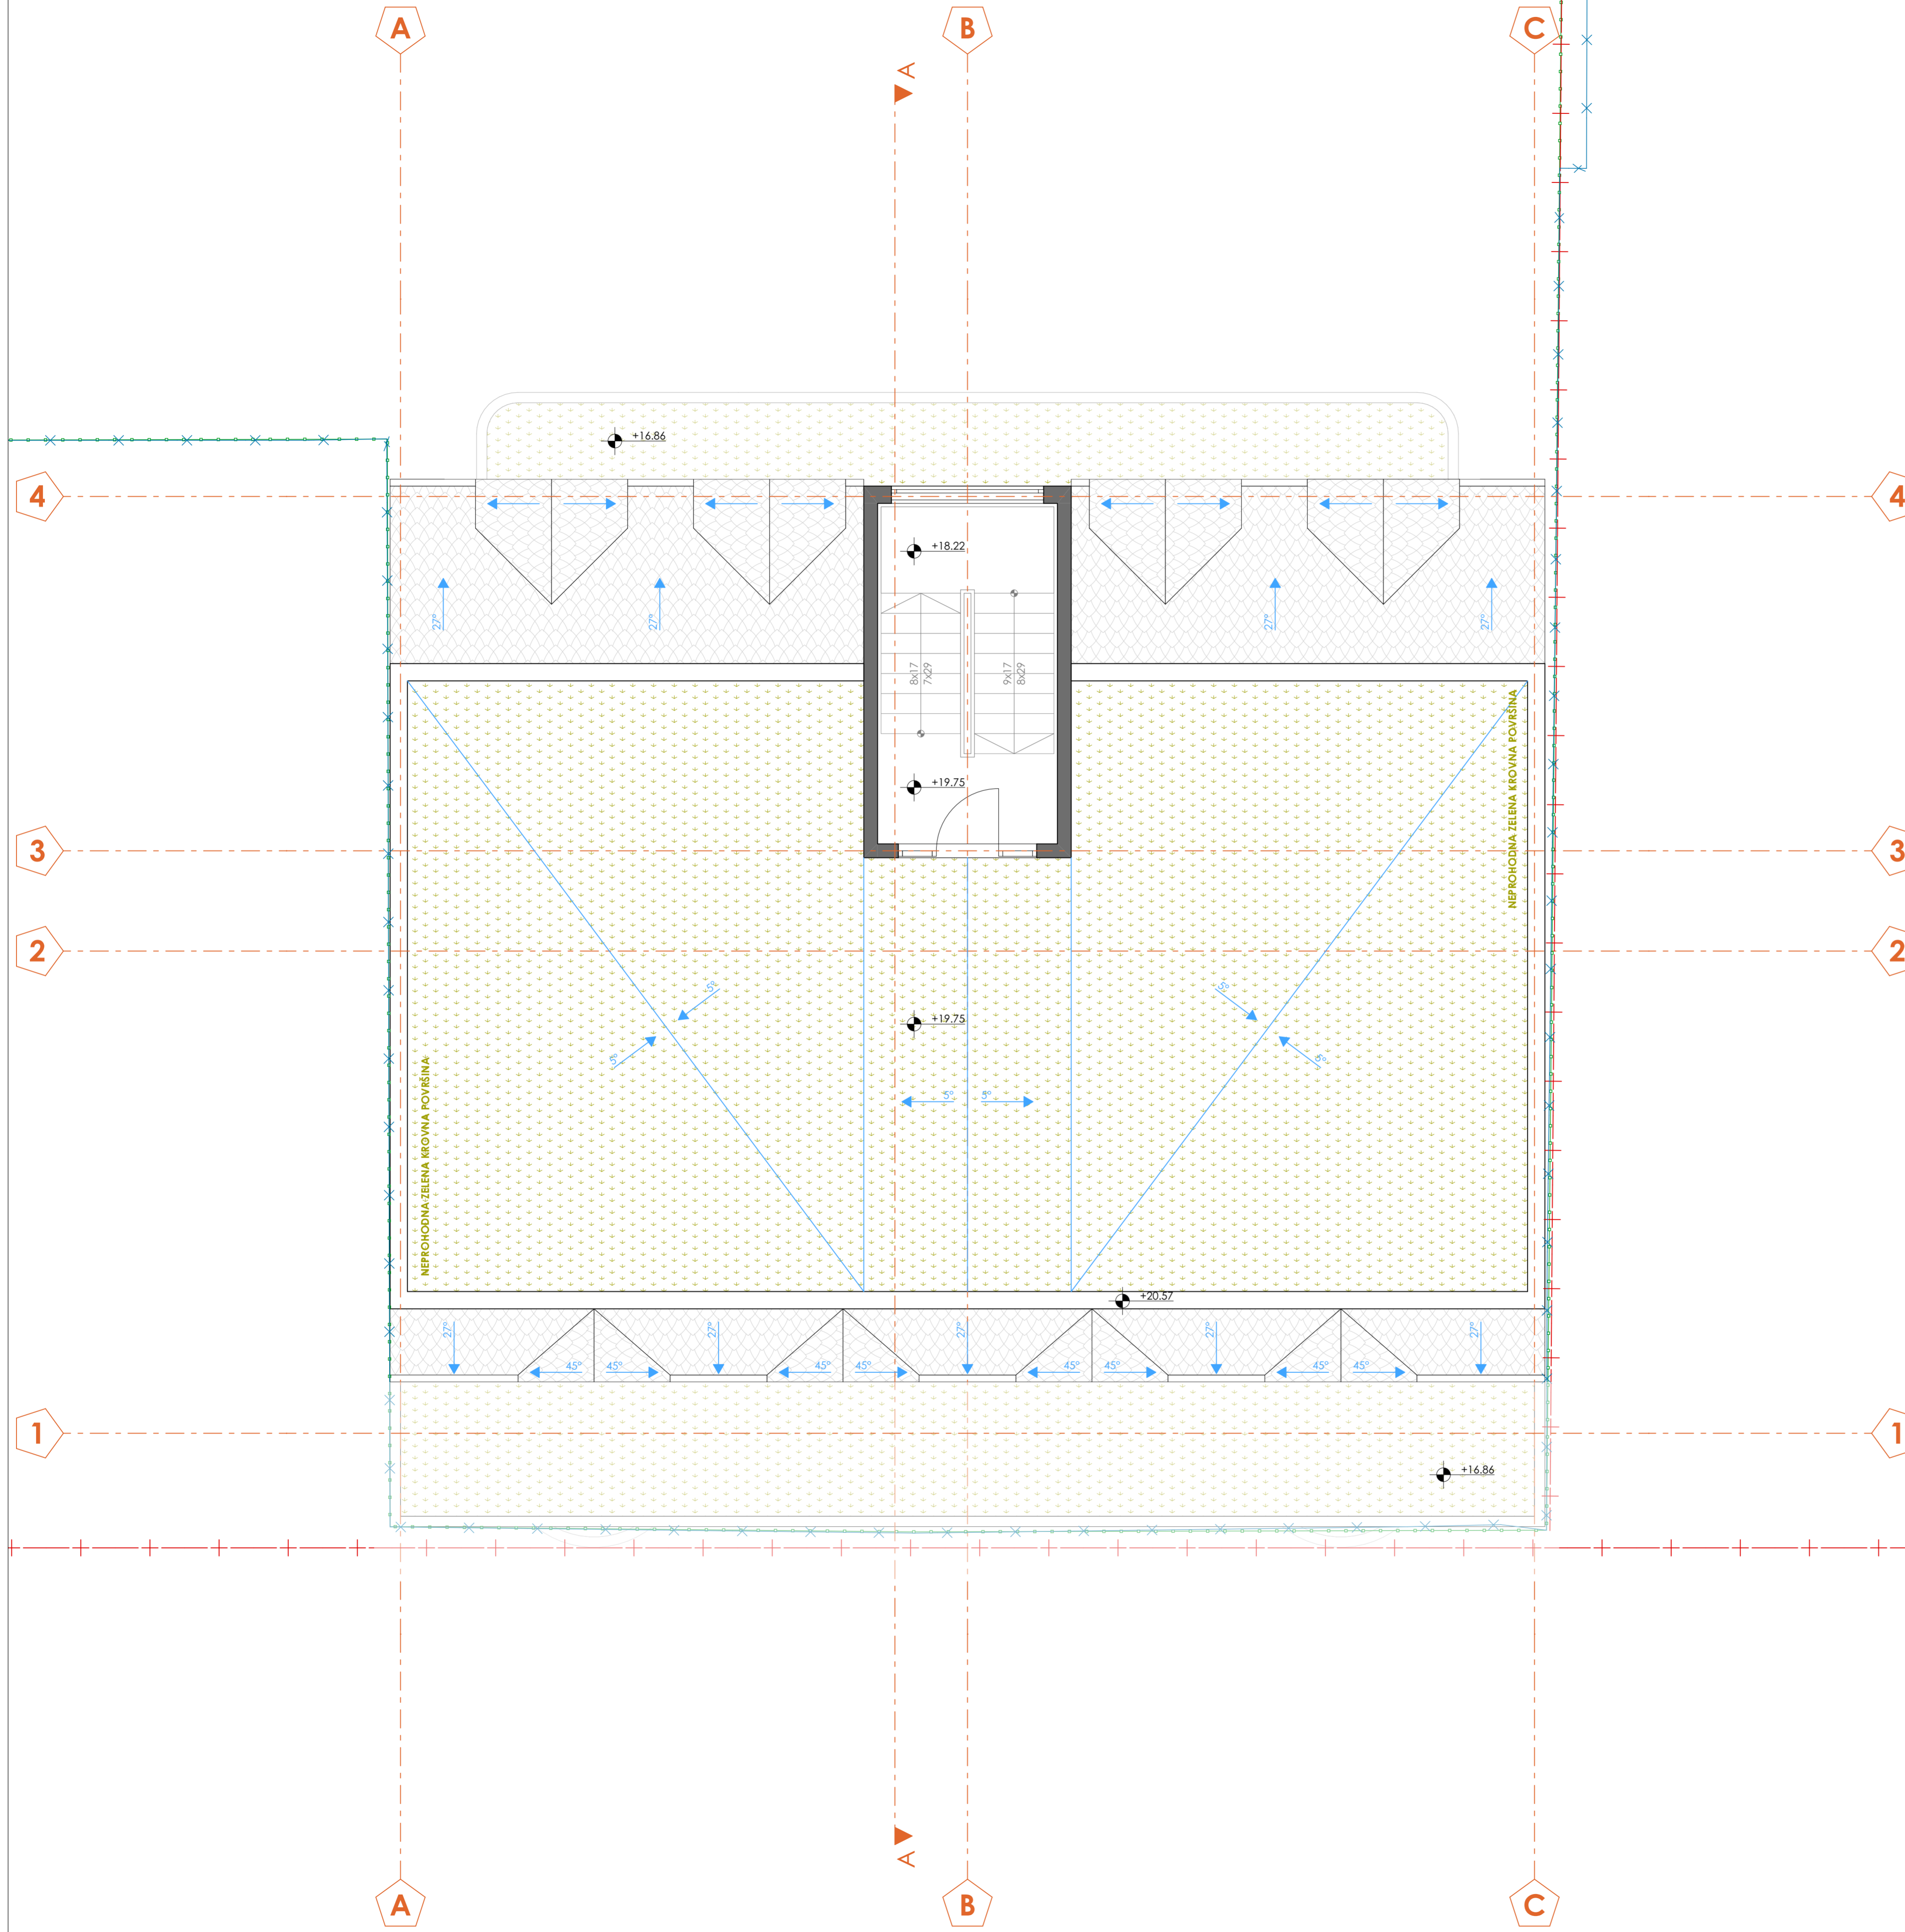 A
B
C
A
+16.86
4
4
+18.22
27°
27°
27°
27°
8x17
7x29
9x17
8x29
NEPROHODNA ZELENA KROVNA POVRŠINA
+19.75
3
3
2
2
5°
5°
+19.75
5°
6°
NEPROHODNA ZELENA KROVNA POVRŠINA
5°
5°
+20.57
27°
27°
27°
27°
27°
45°
45°
45°
45°
45°
45°
45°
45°
1
1
+16.86
A
A
B
C